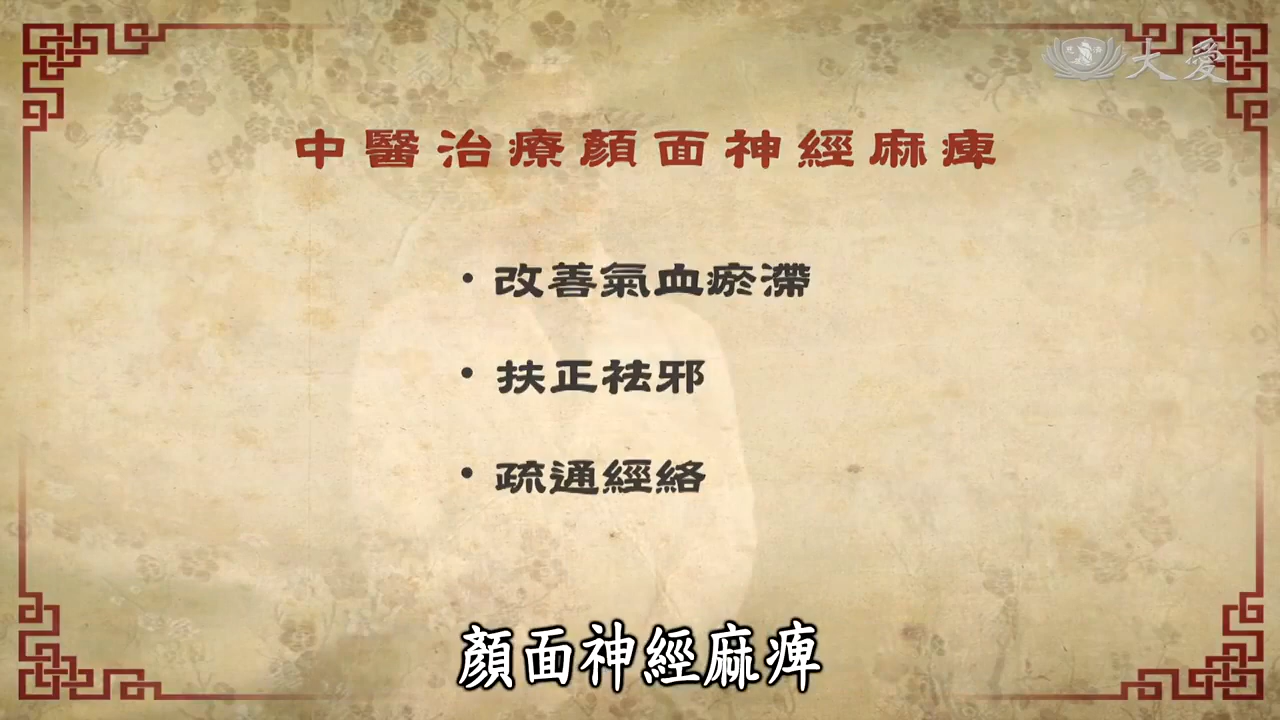 大愛
中醫治療顏面神經麻痺
•改善氣血瘀滯
•扶正祛邪
•疏通經絡
顏面神經麻痺